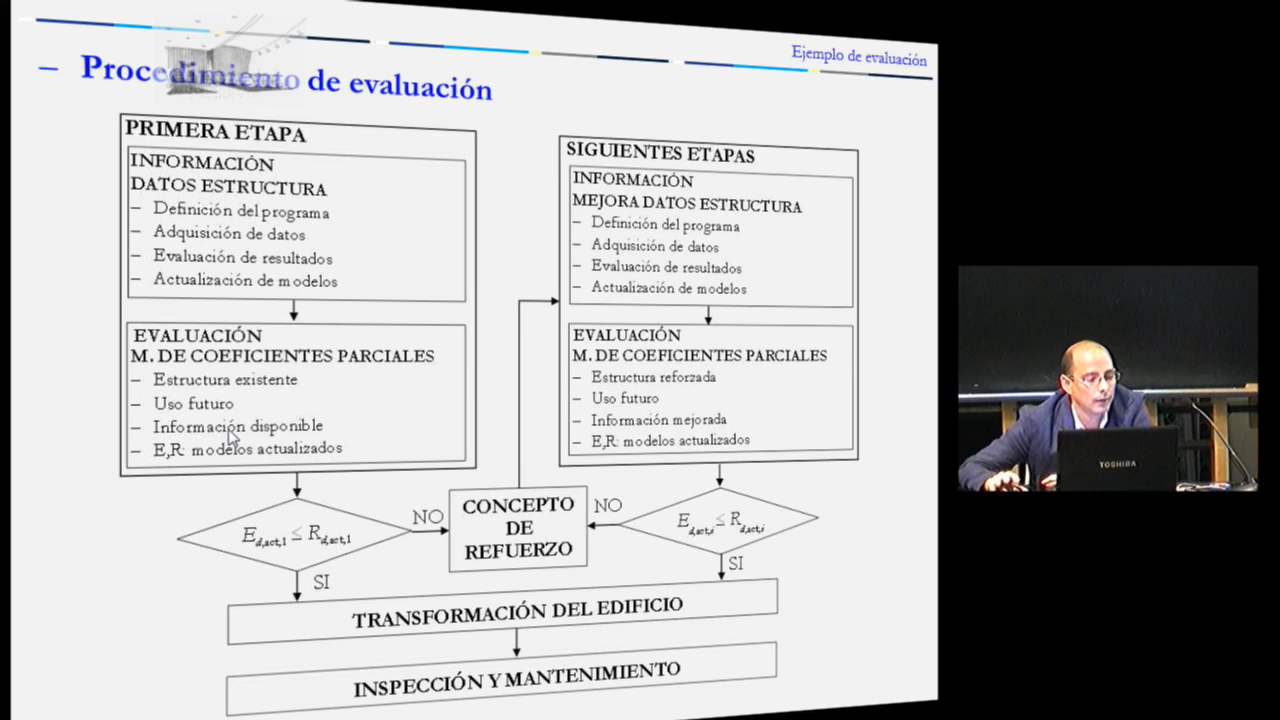 Ejemplo de evaluación
– Procedimiento de evaluación
PRIMERA ETAPA
INFORMACIÓN
DATOS ESTRUCTURA
– Definición del programa
– Adquisición de datos
– Evaluación de resultados
– Actualización de modelos
EVALUACIÓN
M. DE COEFICIENTES PARCIALES
– Estructura existente
– Uso futuro
– Información disponible
– E,R: modelos actualizados
E d,act,1 ≤ R d,act,1
NO
SI
CONCEPTO
DE
REFUERZO
SIGUIENTES ETAPAS
INFORMACIÓN
MEJORA DATOS ESTRUCTURA
– Definición del programa
– Adquisición de datos
– Evaluación de resultados
– Actualización de modelos
EVALUACIÓN
M. DE COEFICIENTES PARCIALES
– Estructura reforzada
– Uso futuro
– Información mejorada
– E,R: modelos actualizados
E d,act,i ≤ R d,act,i
NO
SI
TRANSFORMACIÓN DEL EDIFICIO
INSPECCIÓN Y MANTENIMIENTO
TOSHIBA